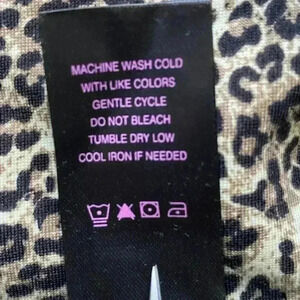 MACHINE WASH COLD
WITH LIKE COLORS
GENTLE CYCLE
DO NOT BLEACH
TUMBLE DRY LOW
COOL IRON IF NEEDED